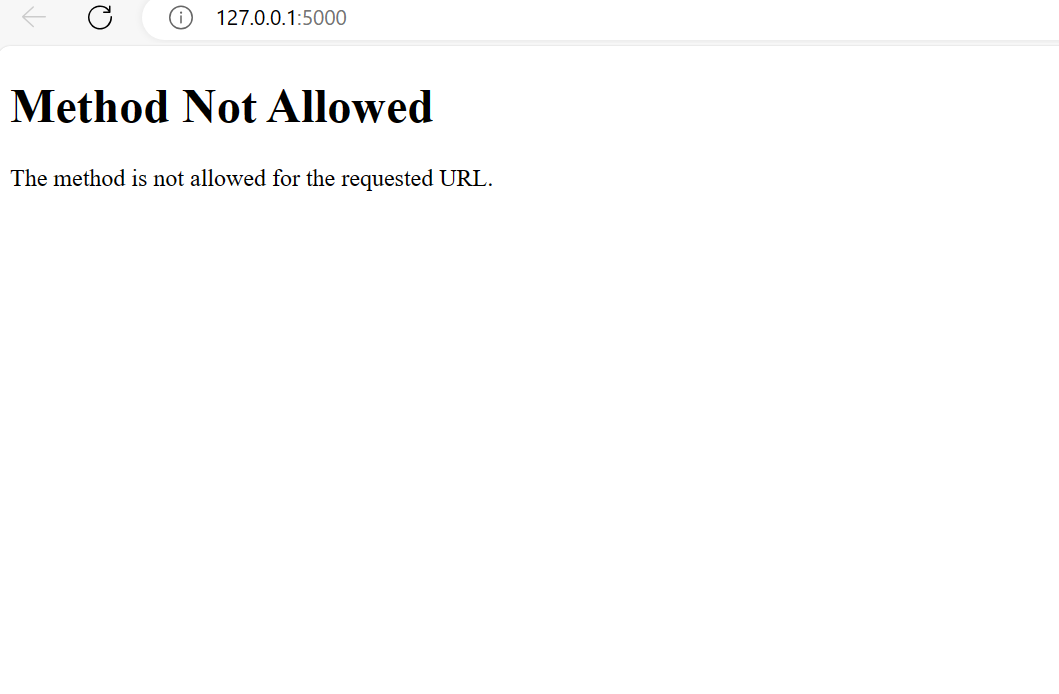 127.0.0.1:5000
Method Not Allowed
The method is not allowed for the requested URL.